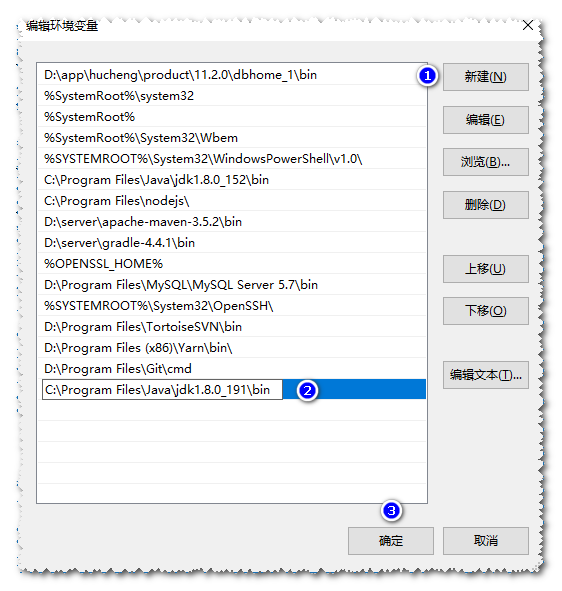 编辑环境变量
D:\app\hucheng\product\11.2.0\dbhome_1\bin
1
新建(N)
%SystemRoot%\system32
%SystemRoot%
编辑(E)
%SystemRoot%\System32\Wbem
%SYSTEMROOT%\System32\WindowsPowerShell\v1.0\
浏览(B)...
C:\Program Files\Java\jdk1.8.0_152\bin
C:\Program Files\nodejs\
删除(D)
D:\server\apache-maven-3.5.2\bin
D:\server\gradle-4.4.1\bin
%OPENSSL_HOME%
上移(U)
D:\Program Files\MySQL\MySQL Server 5.7\bin
%SYSTEMROOT%\System32\OpenSSH\
下移(O)
D:\Program Files\TortoiseSVN\bin
D:\Program Files (x86)\Yarn\bin\
D:\Program Files\Git\cmd
编辑文本(T)...
C:\Program Files\Java\jdk1.8.0_191\bin
2
3
确定
取消